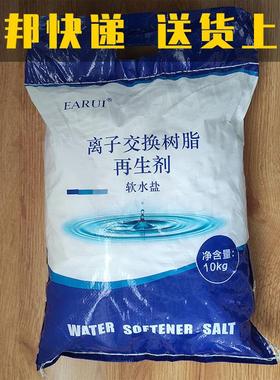 邦快递 送货上
EARUI®
离子交换树脂
再生剂
软水盐
净含量:
10kg
WATER SOFTENER SALT